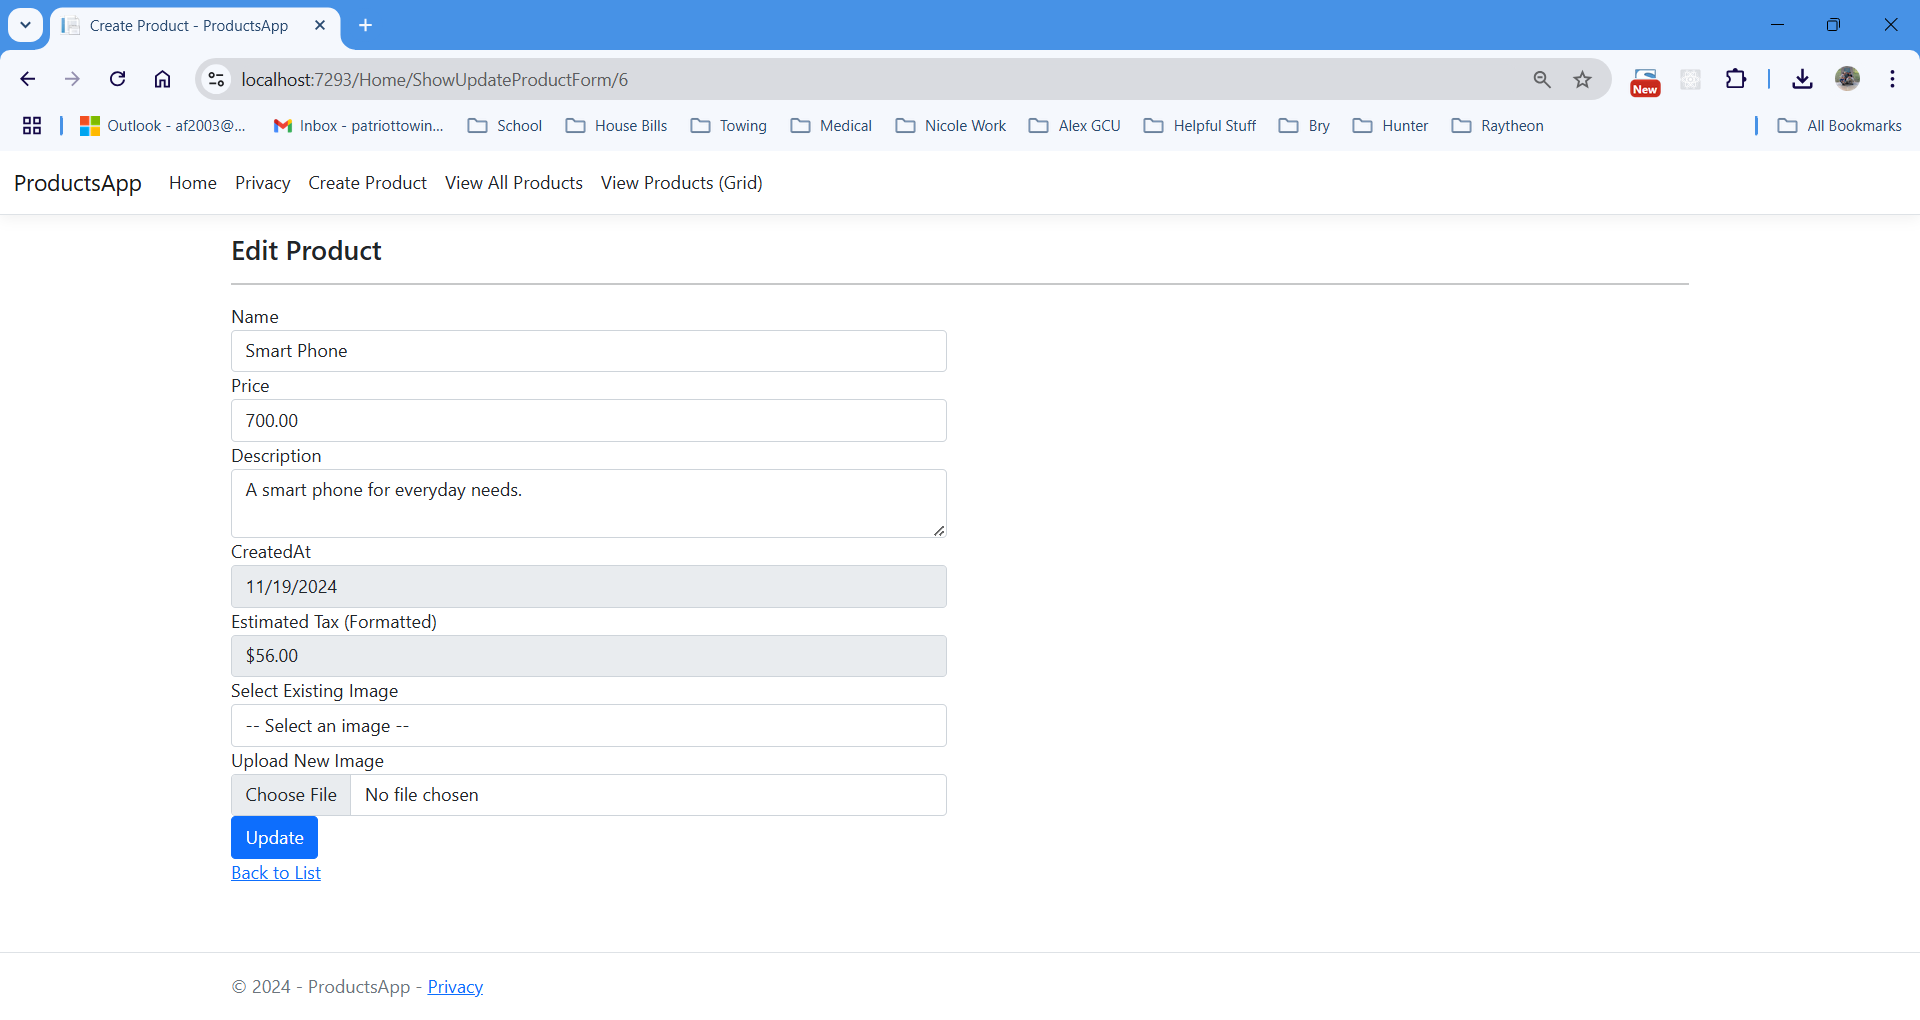 Create Product - ProductsApp
localhost:7293/Home/ShowUpdateProductForm/6
New
Outlook - af2003@...
Inbox - patriottowin...
School
House Bills
Towing
Medical
Nicole Work
Alex GCU
Helpful Stuff
Bry
Hunter
Raytheon
All Bookmarks
ProductsApp Home Privacy Create Product View All Products View Products (Grid)
Edit Product
Name
Smart Phone
Price
700.00
Description
A smart phone for everyday needs.
CreatedAt
11/19/2024
Estimated Tax (Formatted)
$56.00
Select Existing Image
-- Select an image --
Upload New Image
Choose File No file chosen
Update
Back to List
© 2024 - ProductsApp - Privacy